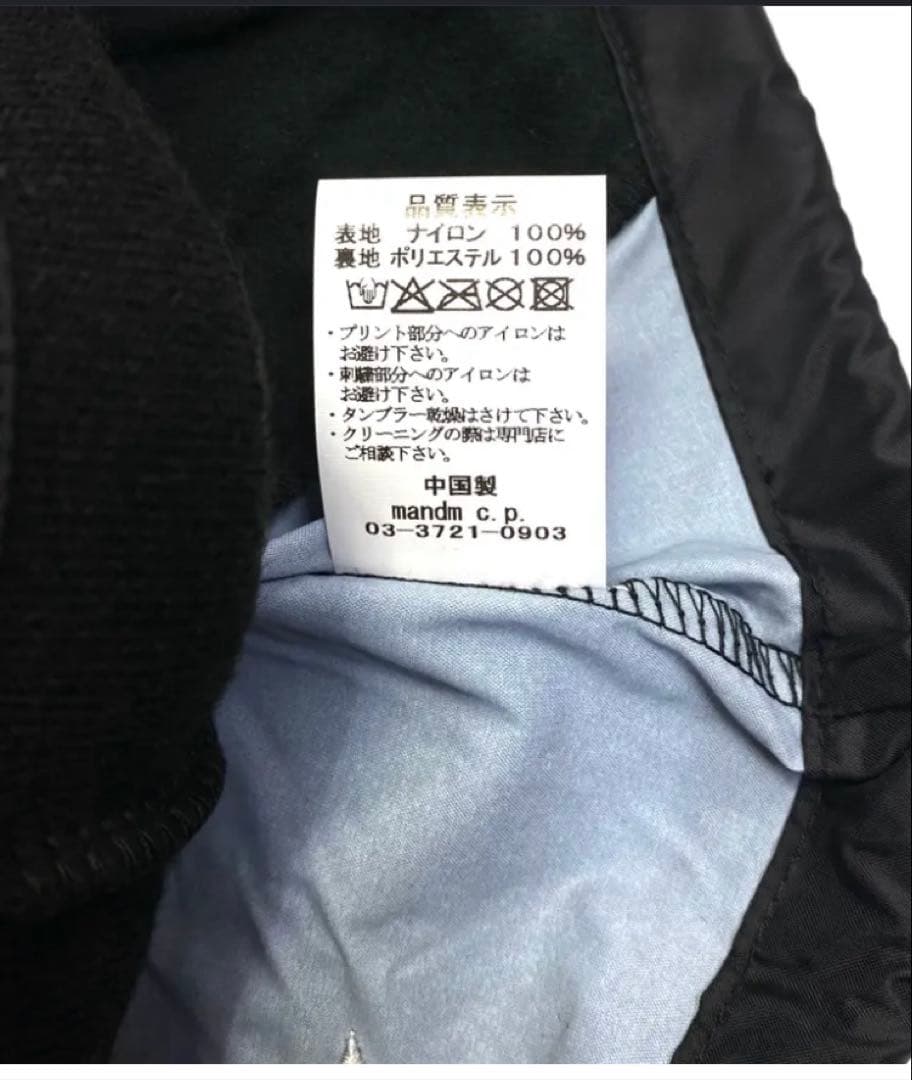 品質表示
表地 ナイロン 100%
裏地 ポリエステル 100%
・プリント部分へのアイロンは
お避け下さい。
・刺繍部分へのアイロンは
お避け下さい。
・タンブラー乾燥はさけて下さい。
・クリーニングの際は専門店に
ご相談下さい。
中国製
mandm c.p.
03-3721-0903